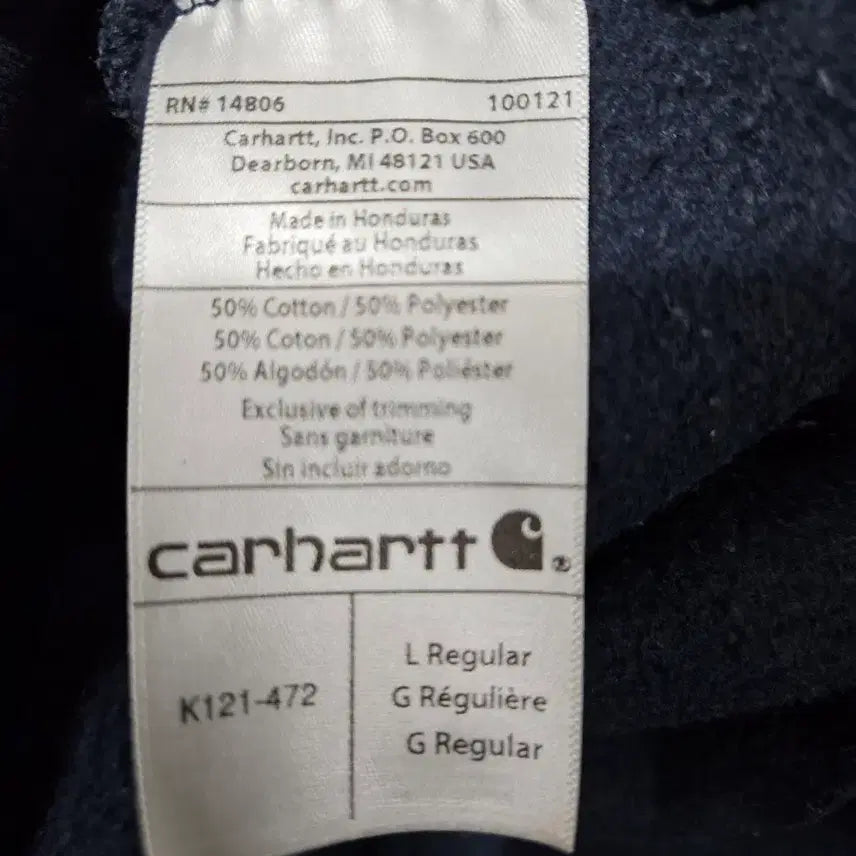 RN# 14806 100121
Carhartt, Inc. P.O. Box 600
Dearborn, MI 48121 USA
carhartt.com
Made in Honduras
Fabriqué au Honduras
Hecho en Honduras
50% Cotton / 50% Polyester
50% Coton / 50% Polyester
50% Algodón / 50% Poliéster
Exclusive of trimming
Sans garniture
Sin incluir adorno
carhartt ®
K121-472
L Regular
G Régulière
G Regular